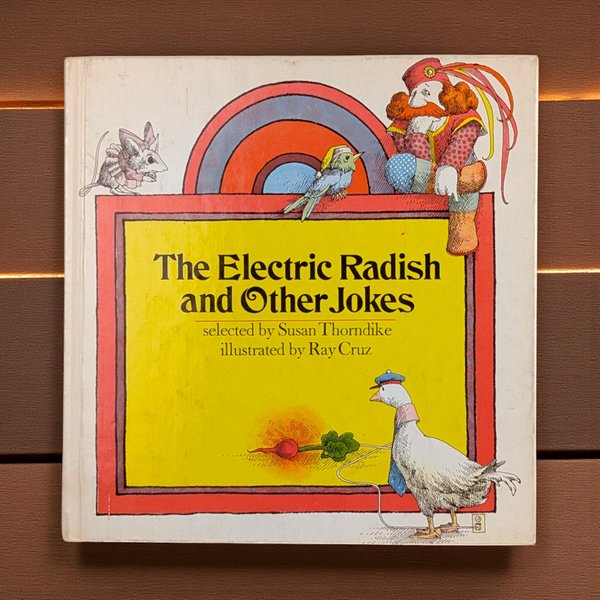 The Electric Radish
and Other Jokes
selected by Susan Thorndike
illustrated by Ray Cruz